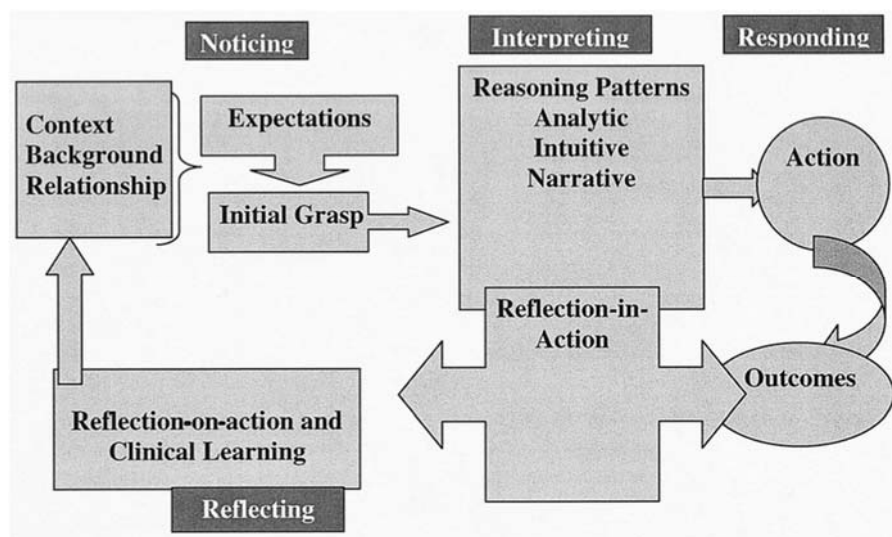 Noticing
Interpreting
Responding
Context
Background
Relationship
Expectations
Initial Grasp
Reasoning Patterns
Analytic
Intuitive
Narrative
Action
Reflection-in-
Action
Outcomes
Reflection-on-action and
Clinical Learning
Reflecting